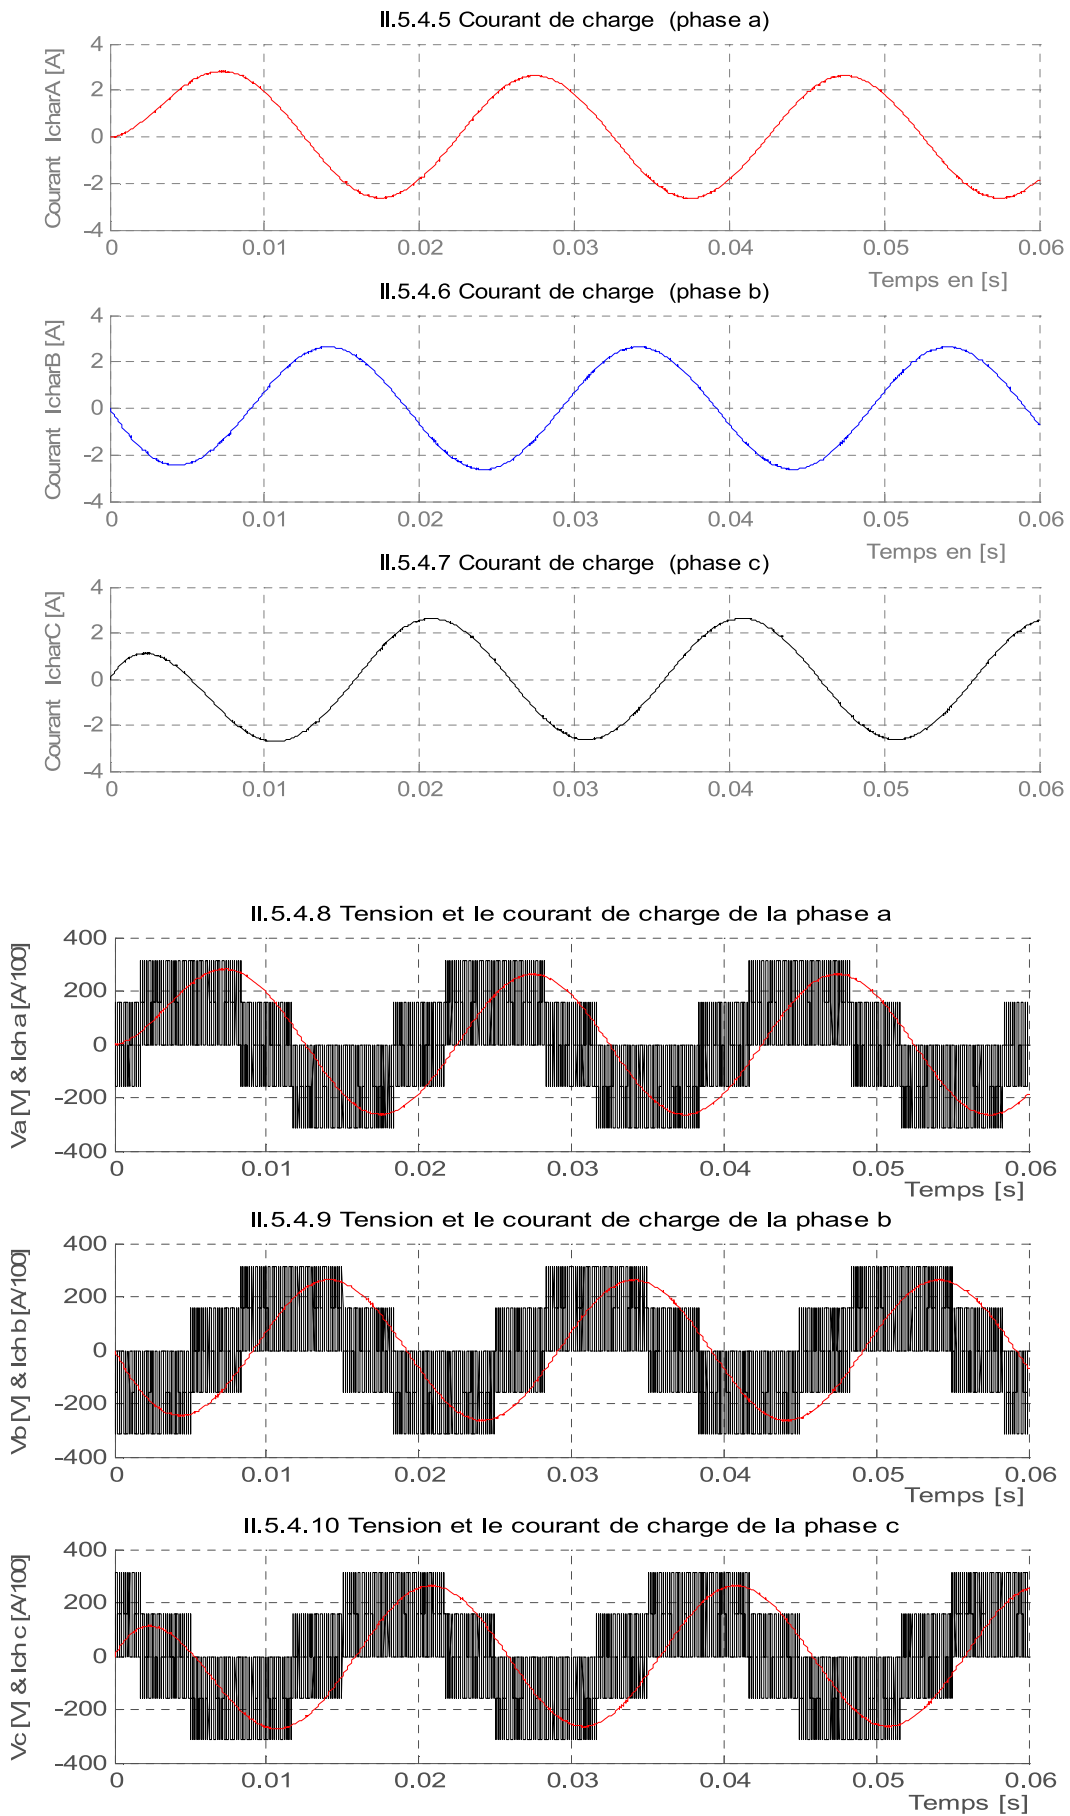 II.5.4.5 Courant de charge (phase a)
Courant IcharA [A]
4
2
0
-2
-4
0 0.01 0.02 0.03 0.04 0.05 0.06
Temps en [s]
II.5.4.6 Courant de charge (phase b)
Courant IcharB [A]
4
2
0
-2
-4
0 0.01 0.02 0.03 0.04 0.05 0.06
Temps en [s]
II.5.4.7 Courant de charge (phase c)
Courant IcharC [A]
4
2
0
-2
-4
0 0.01 0.02 0.03 0.04 0.05 0.06
II.5.4.8 Tension et le courant de charge de la phase a
Va [V] & Ich a [A/100]
400
200
0
-200
-400
0 0.01 0.02 0.03 0.04 0.05 0.06
Temps [s]
II.5.4.9 Tension et le courant de charge de la phase b
Vb [V] & Ich b [A/100]
400
200
0
-200
-400
0 0.01 0.02 0.03 0.04 0.05 0.06
Temps [s]
II.5.4.10 Tension et le courant de charge de la phase c
Vc [V] & Ich c [A/100]
400
200
0
-200
-400
0 0.01 0.02 0.03 0.04 0.05 0.06
Temps [s]